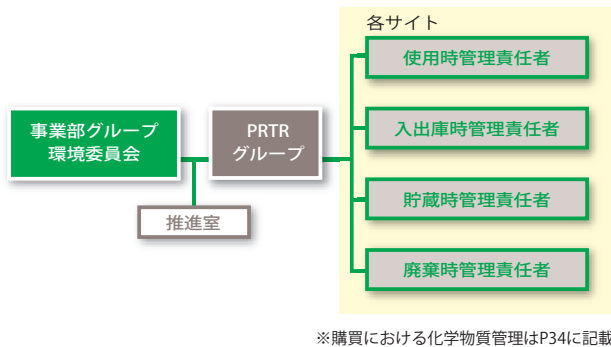 各サイト
使用時管理責任者
事業部グループ
環境委員会
PRTR
グループ
入出庫時管理責任者
推進室
貯蔵時管理責任者
廃棄時管理責任者
※購買における化学物質管理はP34に記載